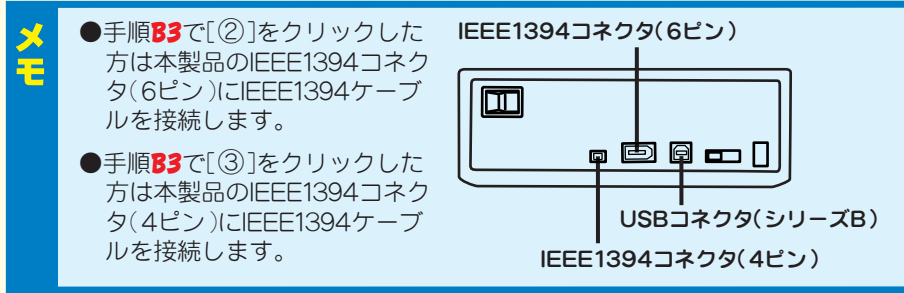 メモ
●手順B3で[②]をクリックした
方は本製品のIEEE1394コネク
タ(6ピン)にIEEE1394ケーブ
ルを接続します。
●手順B3で[③]をクリックした
方は本製品のIEEE1394コネク
タ(4ピン)にIEEE1394ケーブ
ルを接続します。
IEEE1394コネクタ(6ピン)
USBコネクタ(シリーズB)
IEEE1394コネクタ(4ピン)